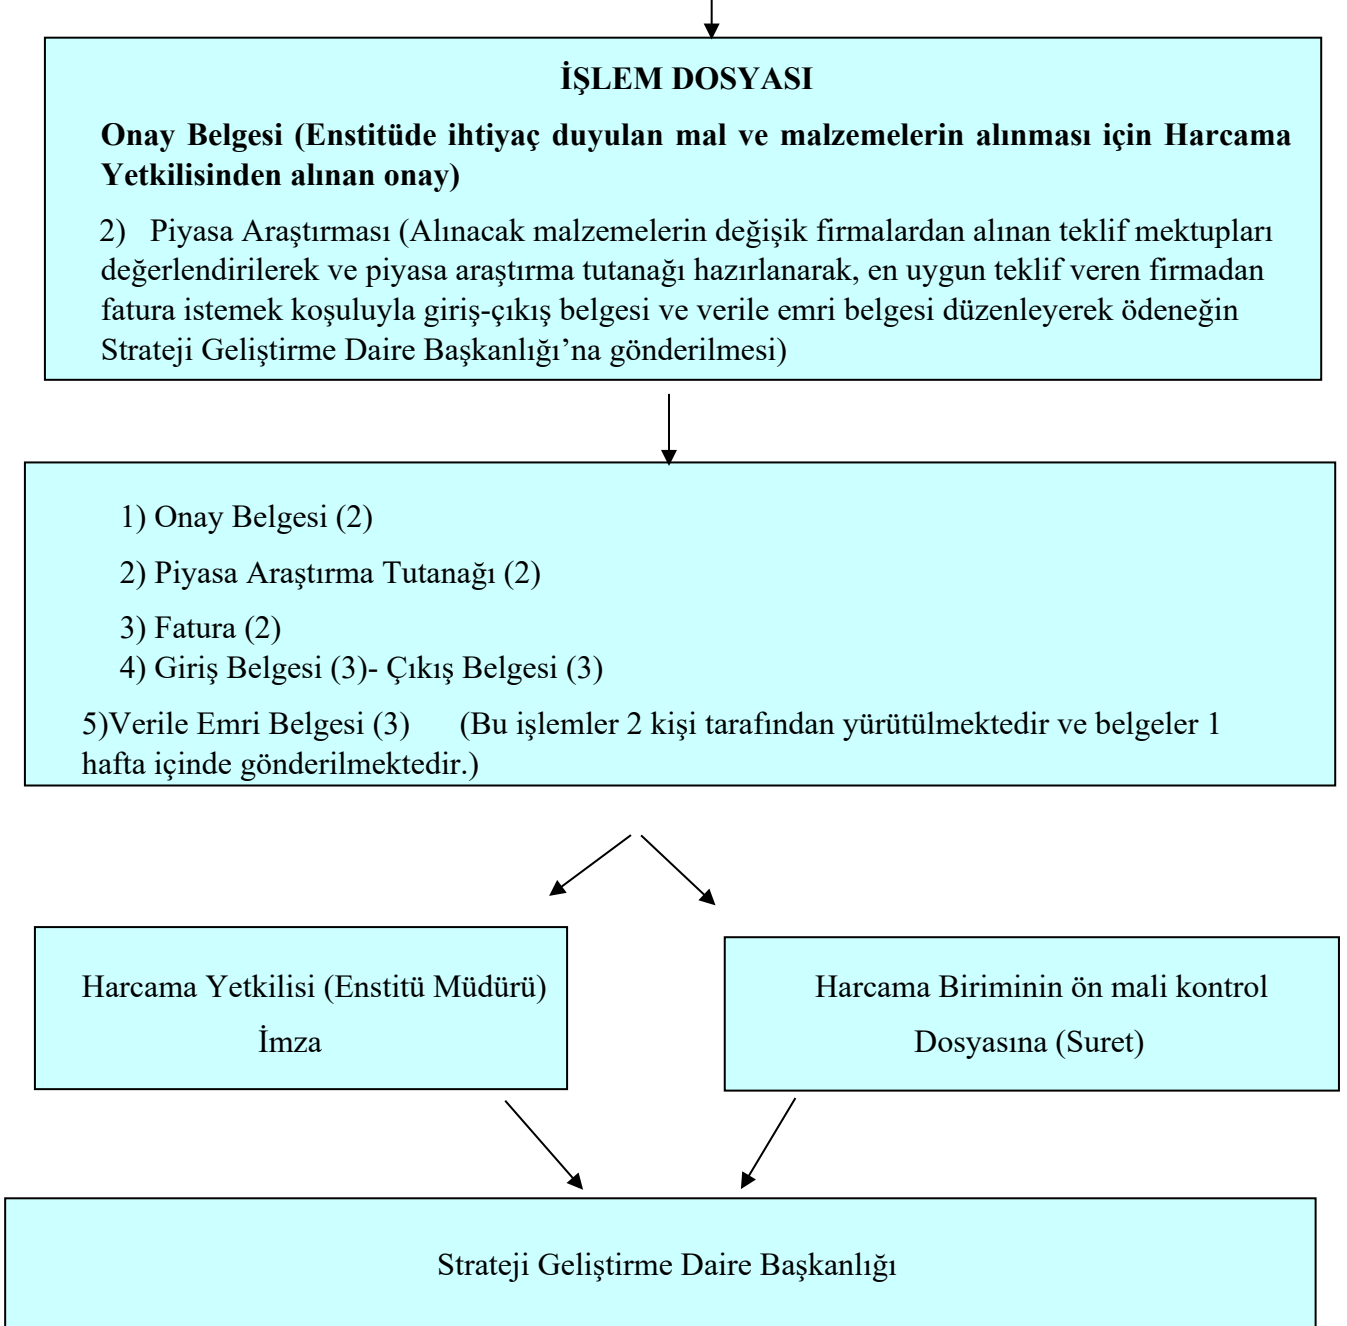 İŞLEM DOSYASI
Onay Belgesi (Enstitüde ihtiyaç duyulan mal ve malzemelerin alınması için Harcama
Yetkilisinden alınan onay)
2) Piyasa Araştırması (Alınacak malzemelerin değişik firmalardan alınan teklif mektupları
değerlendirilerek ve piyasa araştırma tutanağı hazırlanarak, en uygun teklif veren firmadan
fatura istemek koşuluyla giriş-çıkış belgesi ve verile emri belgesi düzenleyerek ödeneğin
Strateji Geliştirme Daire Başkanlığı’na gönderilmesi)
1) Onay Belgesi (2)
2) Piyasa Araştırma Tutanağı (2)
3) Fatura (2)
4) Giriş Belgesi (3)- Çıkış Belgesi (3)
5)Verile Emri Belgesi (3) (Bu işlemler 2 kişi tarafından yürütülmektedir ve belgeler 1
hafta içinde gönderilmektedir.)
Harcama Yetkilisi (Enstitü Müdürü)
İmza
Harcama Biriminin ön mali kontrol
Dosyasına (Suret)
Strateji Geliştirme Daire Başkanlığı